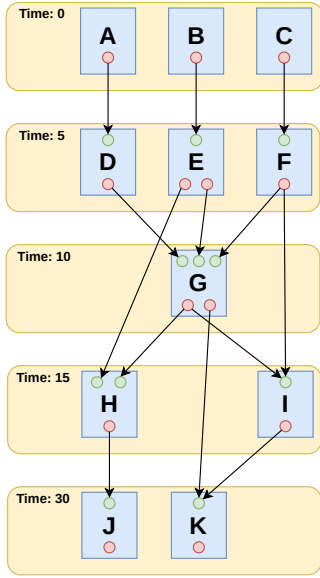 Time: 0
A B C
Time: 5
D E F
Time: 10
G
Time: 15
H I
Time: 30
J K